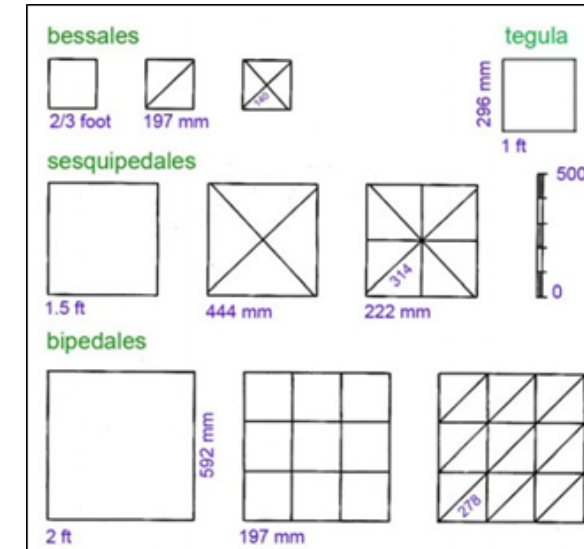 bessales
tegula
2/3 foot
197 mm
140
296 mm
1 ft
sesquipedales
1.5 ft
444 mm
314
222 mm
500
0
bipedales
2 ft
592 mm
197 mm
278